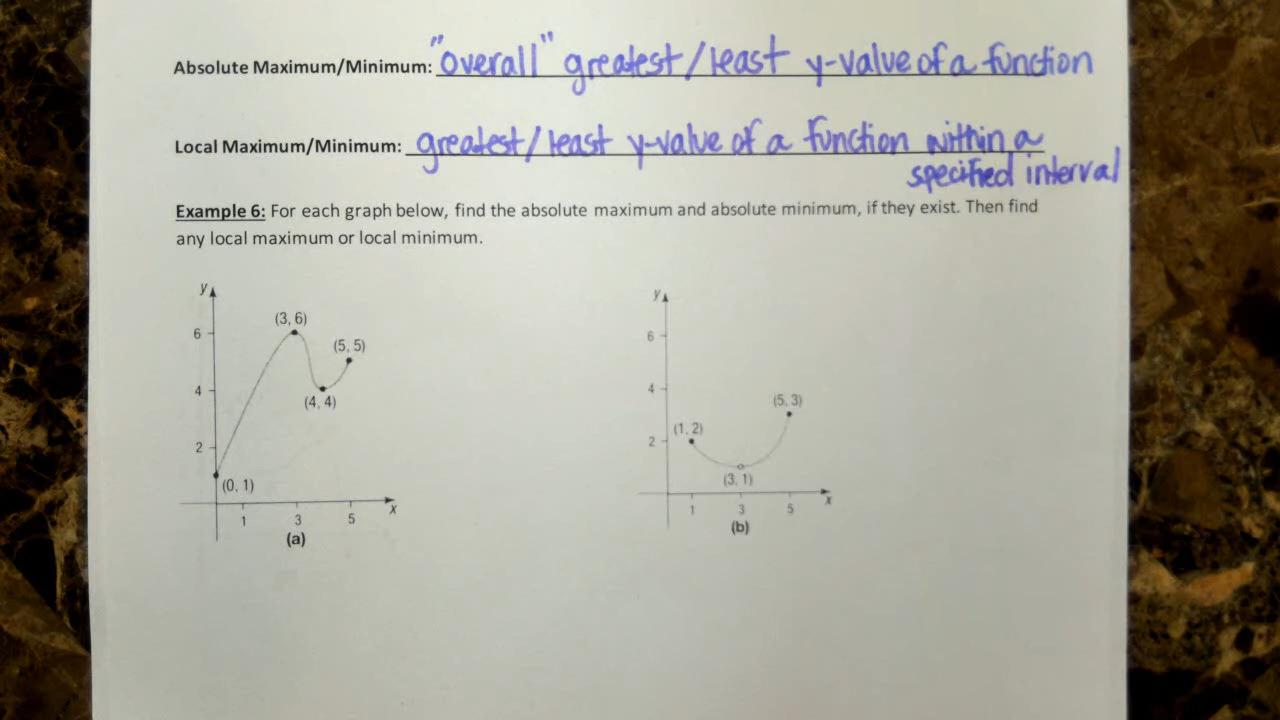 Absolute Maximum/Minimum: "overall" greatest/least y-value of a function
Local Maximum/Minimum: greatest/least y-value of a function within a
specified interval
Example 6: For each graph below, find the absolute maximum and absolute minimum, if they exist. Then find
any local maximum or local minimum.
y
6
4
2
(3, 6)
(5, 5)
(4, 4)
(0, 1)
1 3 5 x
(a)
y
6
4
2
(5, 3)
(1, 2)
(3, 1)
1 3 5 x
(b)